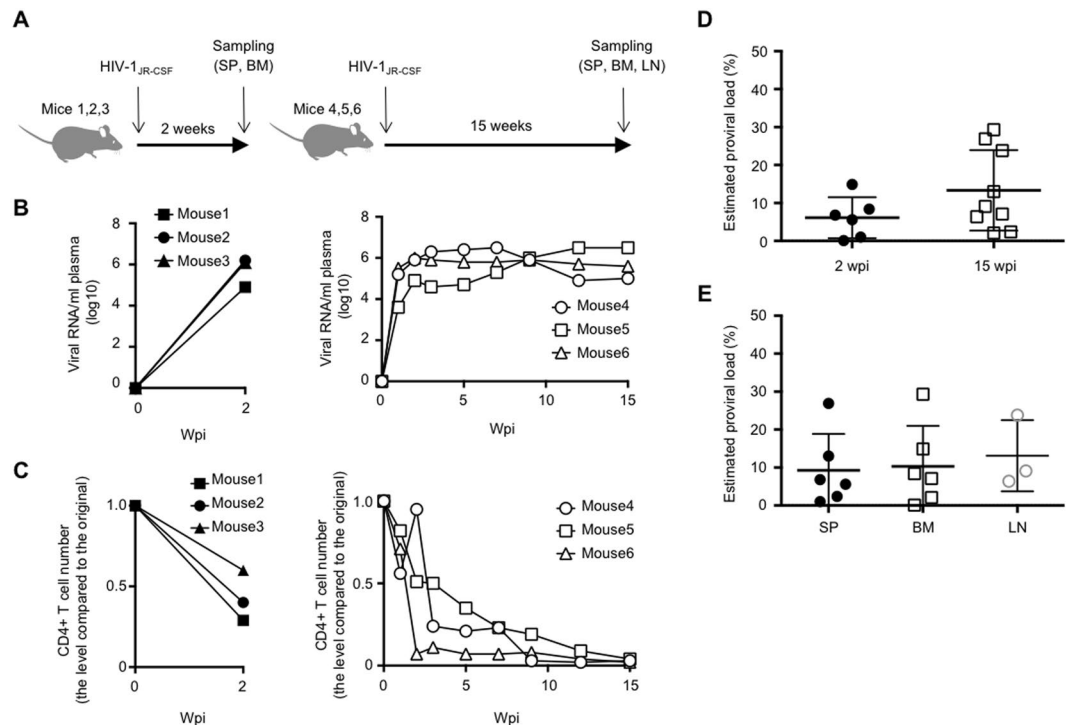 A
Sampling
(SP, BM)
HIV-1JR-CSF
Mice 1,2,3
2 weeks
Sampling
(SP, BM, LN)
HIV-1JR-CSF
Mice 4,5,6
15 weeks
B
Viral RNA/ml plasma
(log10)
8
6
4
2
0
0
2
Wpi
Mouse1
Mouse2
Mouse3
Viral RNA/ml plasma
(log10)
8
6
4
2
0
0
5
10
15
Wpi
Mouse4
Mouse5
Mouse6
C
CD4+ T cell number
(the level compared to the original)
1.0
0.5
0
0
2
Wpi
Mouse1
Mouse2
Mouse3
CD4+ T cell number
(the level compared to the original)
1.0
0.5
0
0
5
10
15
Wpi
Mouse4
Mouse5
Mouse6
D
Estimated proviral load (%)
50
40
30
20
10
0
2 wpi
15 wpi
E
Estimated proviral load (%)
50
40
30
20
10
0
SP
BM
LN